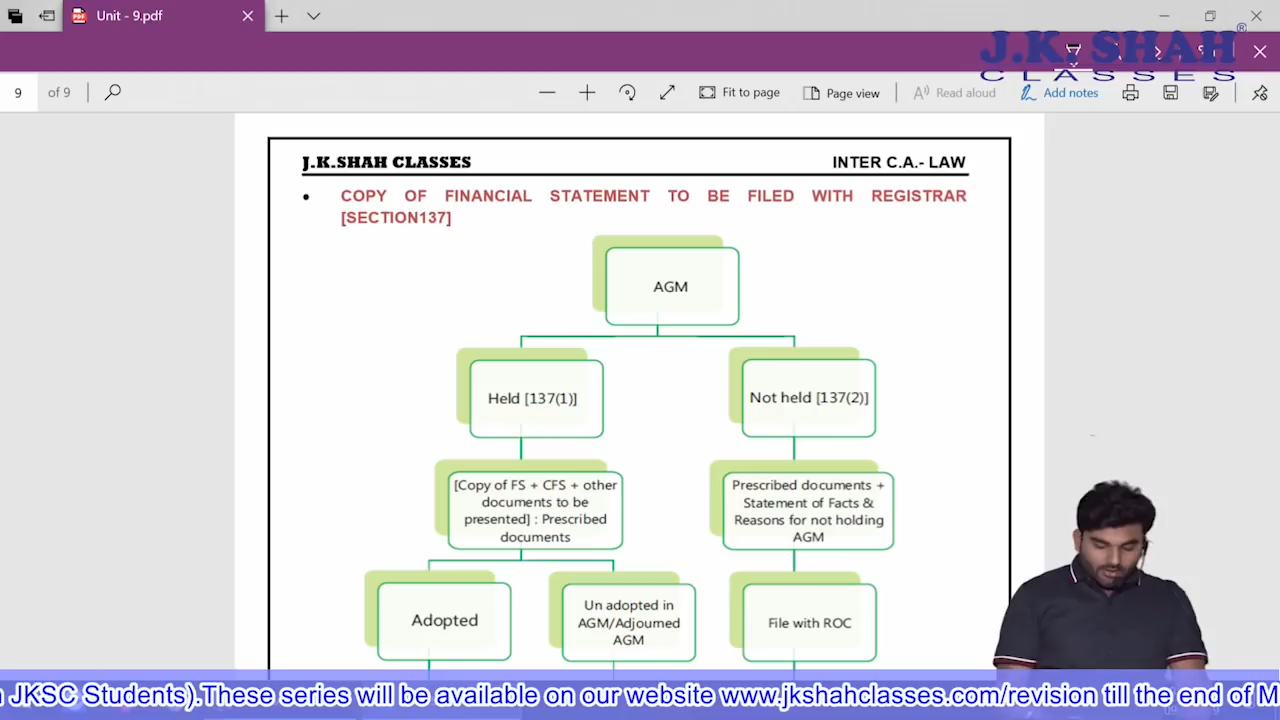 Unit - 9.pdf
J.K. SHAH®
CLASSES
9 of 9
Fit to page
Page view
Read aloud
Add notes
J.K.SHAH CLASSES
INTER C.A.- LAW
• COPY OF FINANCIAL STATEMENT TO BE FILED WITH REGISTRAR
[SECTION137]
AGM
Held [137(1)]
Not held [137(2)]
[Copy of FS + CFS + other
documents to be
presented] : Prescribed
documents
Prescribed documents +
Statement of Facts &
Reasons for not holding
AGM
Adopted
Un adopted in
AGM/Adjourned
AGM
File with ROC
JKSC Students).These series will be available on our website www.jkshahclasses.com/revision till the end of M